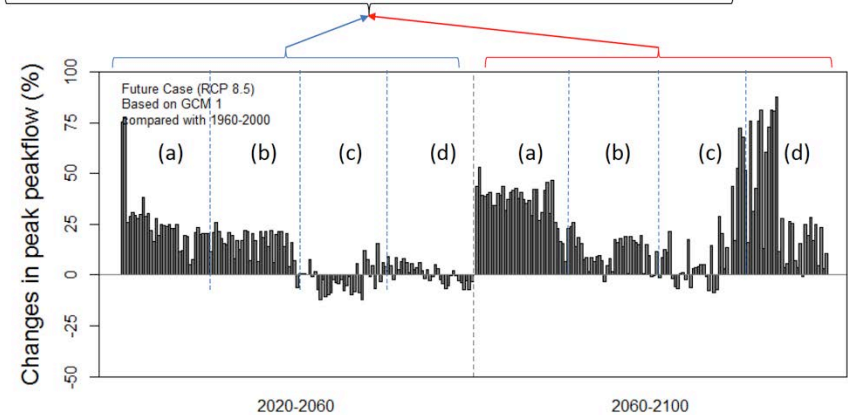 Changes in peak peakflow (%)
100
75
50
25
0
-25
-50
Future Case (RCP 8.5)
Based on GCM 1
compared with 1960-2000
(a)
(b)
(c)
(d)
(a)
(b)
(c)
(d)
2020-2060
2060-2100